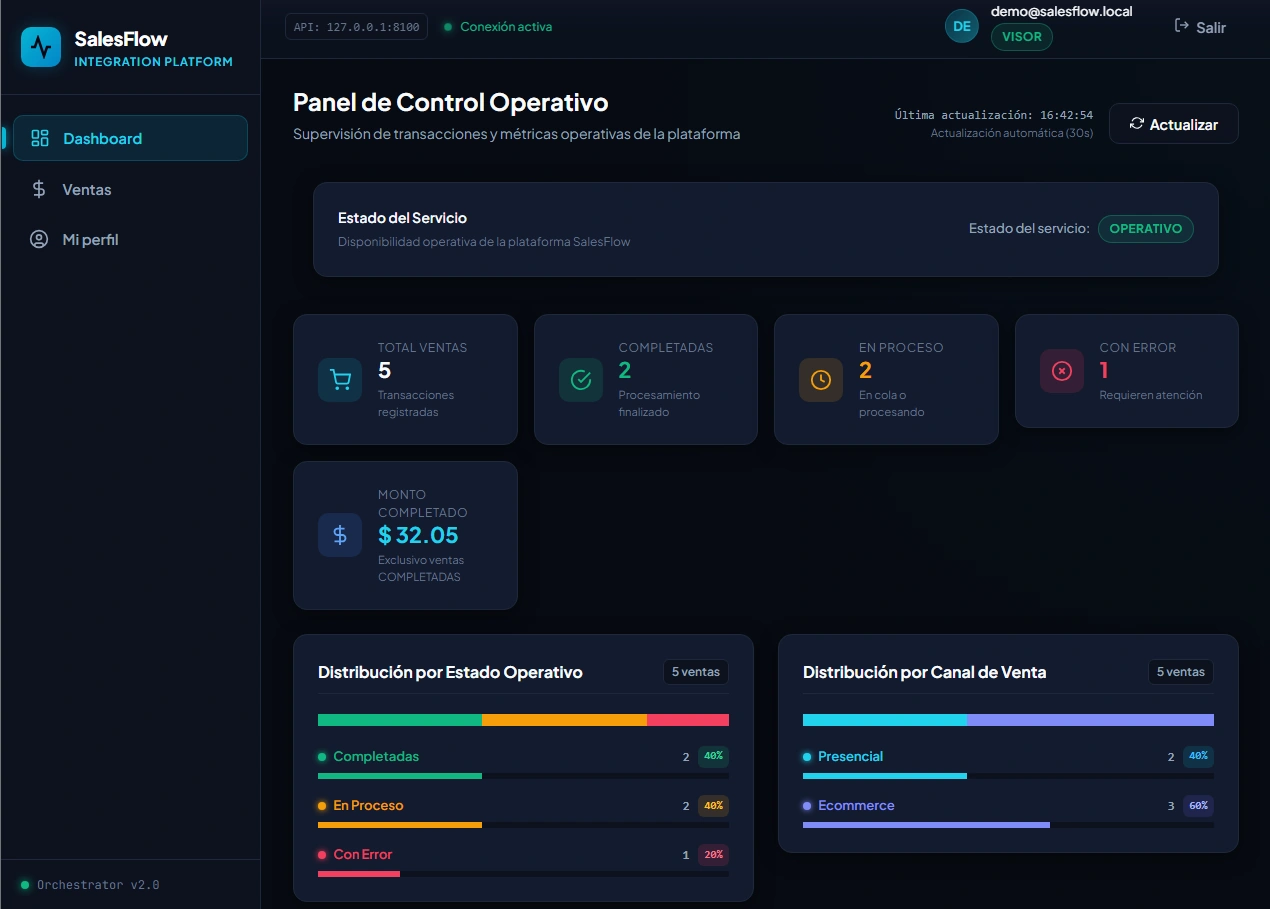 SalesFlow
INTEGRATION PLATFORM
API: 127.0.0.1:8100
Conexión activa
DE
demo@salesflow.local
VISOR
Salir
Dashboard
Ventas
Mi perfil
Orchestrator v2.0
Panel de Control Operativo
Supervisión de transacciones y métricas operativas de la plataforma
Última actualización: 16:42:54
Actualización automática (30s)
Actualizar
Estado del Servicio
Disponibilidad operativa de la plataforma SalesFlow
Estado del servicio: OPERATIVO
TOTAL VENTAS
5
Transacciones
registradas
COMPLETADAS
2
Procesamiento
finalizado
EN PROCESO
2
En cola o
procesando
CON ERROR
1
Requieren atención
MONTO
COMPLETADO
$ 32.05
Exclusivo ventas
COMPLETADAS
Distribución por Estado Operativo
5 ventas
Completadas 2 40%
En Proceso 2 40%
Con Error 1 20%
Distribución por Canal de Venta
5 ventas
Presencial 2 40%
Ecommerce 3 60%